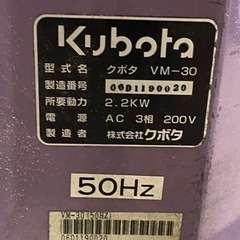 Kubota
型式名 クボタ VM-30
製造番号 06D1190020
所要動力 2.2KW
電源 AC 3相 200V
製造者 株式会社クボタ
50Hz
VM-30(50HZ)
06D1190020